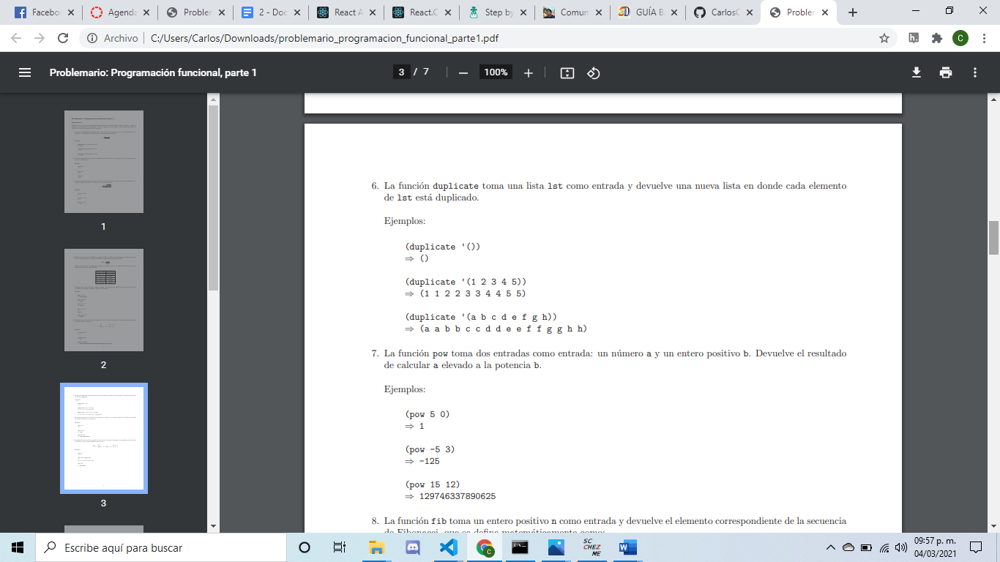 Facebo
Agenda
Problem
2 - Doc
React A
React.C
Step by
Comun
GUÍA B
CarlosC
Problem
Archivo C:/Users/Carlos/Downloads/problemario_programacion_funcional_parte1.pdf
h.
C
Problemario: Programación funcional, parte 1
3 / 7
100%
1
2
3
6. La función duplicate toma una lista lst como entrada y devuelve una nueva lista en donde cada elemento
de lst está duplicado.
Ejemplos:
(duplicate '())
⇒ ()
(duplicate '(1 2 3 4 5))
⇒ (1 1 2 2 3 3 4 4 5 5)
(duplicate '(a b c d e f g h))
⇒ (a a b b c c d d e e f f g g h h)
7. La función pow toma dos entradas como entrada: un número a y un entero positivo b. Devuelve el resultado
de calcular a elevado a la potencia b.
Ejemplos:
(pow 5 0)
⇒ 1
(pow -5 3)
⇒ -125
(pow 15 12)
⇒ 129746337890625
8. La función fib toma un entero positivo n como entrada y devuelve el elemento correspondiente de la secuencia
de Fibonacci, que se define matemáticamente como:
Escribe aquí para buscar
SC
CHEZ
ME
09:57 p. m.
04/03/2021